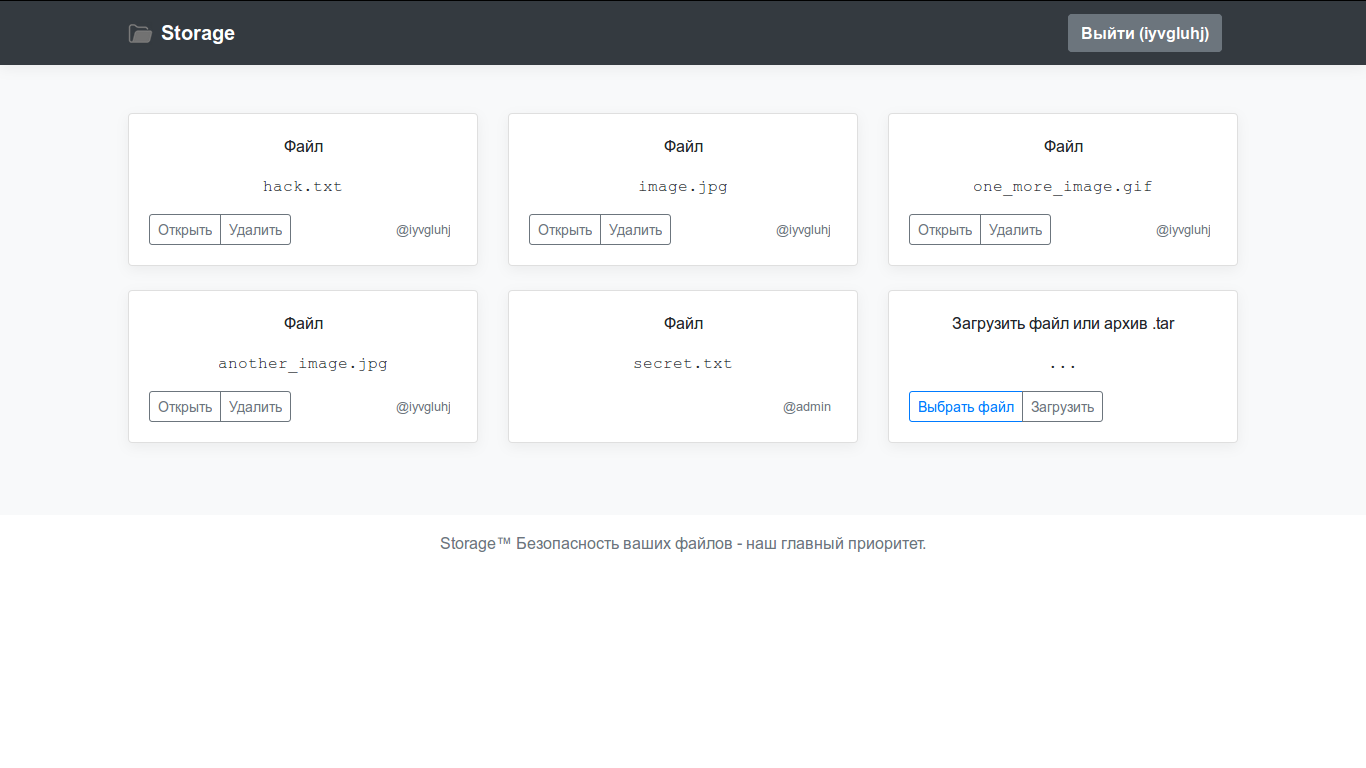 Storage
Выйти (iyvgluhj)
Файл
hack.txt
Открыть Удалить @iyvgluhj
Файл
image.jpg
Открыть Удалить @iyvgluhj
Файл
one_more_image.gif
Открыть Удалить @iyvgluhj
Файл
another_image.jpg
Открыть Удалить @iyvgluhj
Файл
secret.txt
@admin
Загрузить файл или архив .tar
...
Выбрать файл Загрузить
Storage™ Безопасность ваших файлов - наш главный приоритет.